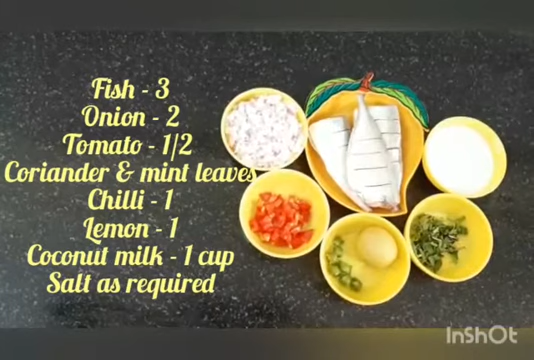 Fish - 3
Onion - 2
Tomato - 1/2
Coriander & mint leaves
Chilli - 1
Lemon - 1
Coconut milk - 1 cup
Salt as required
InShOt